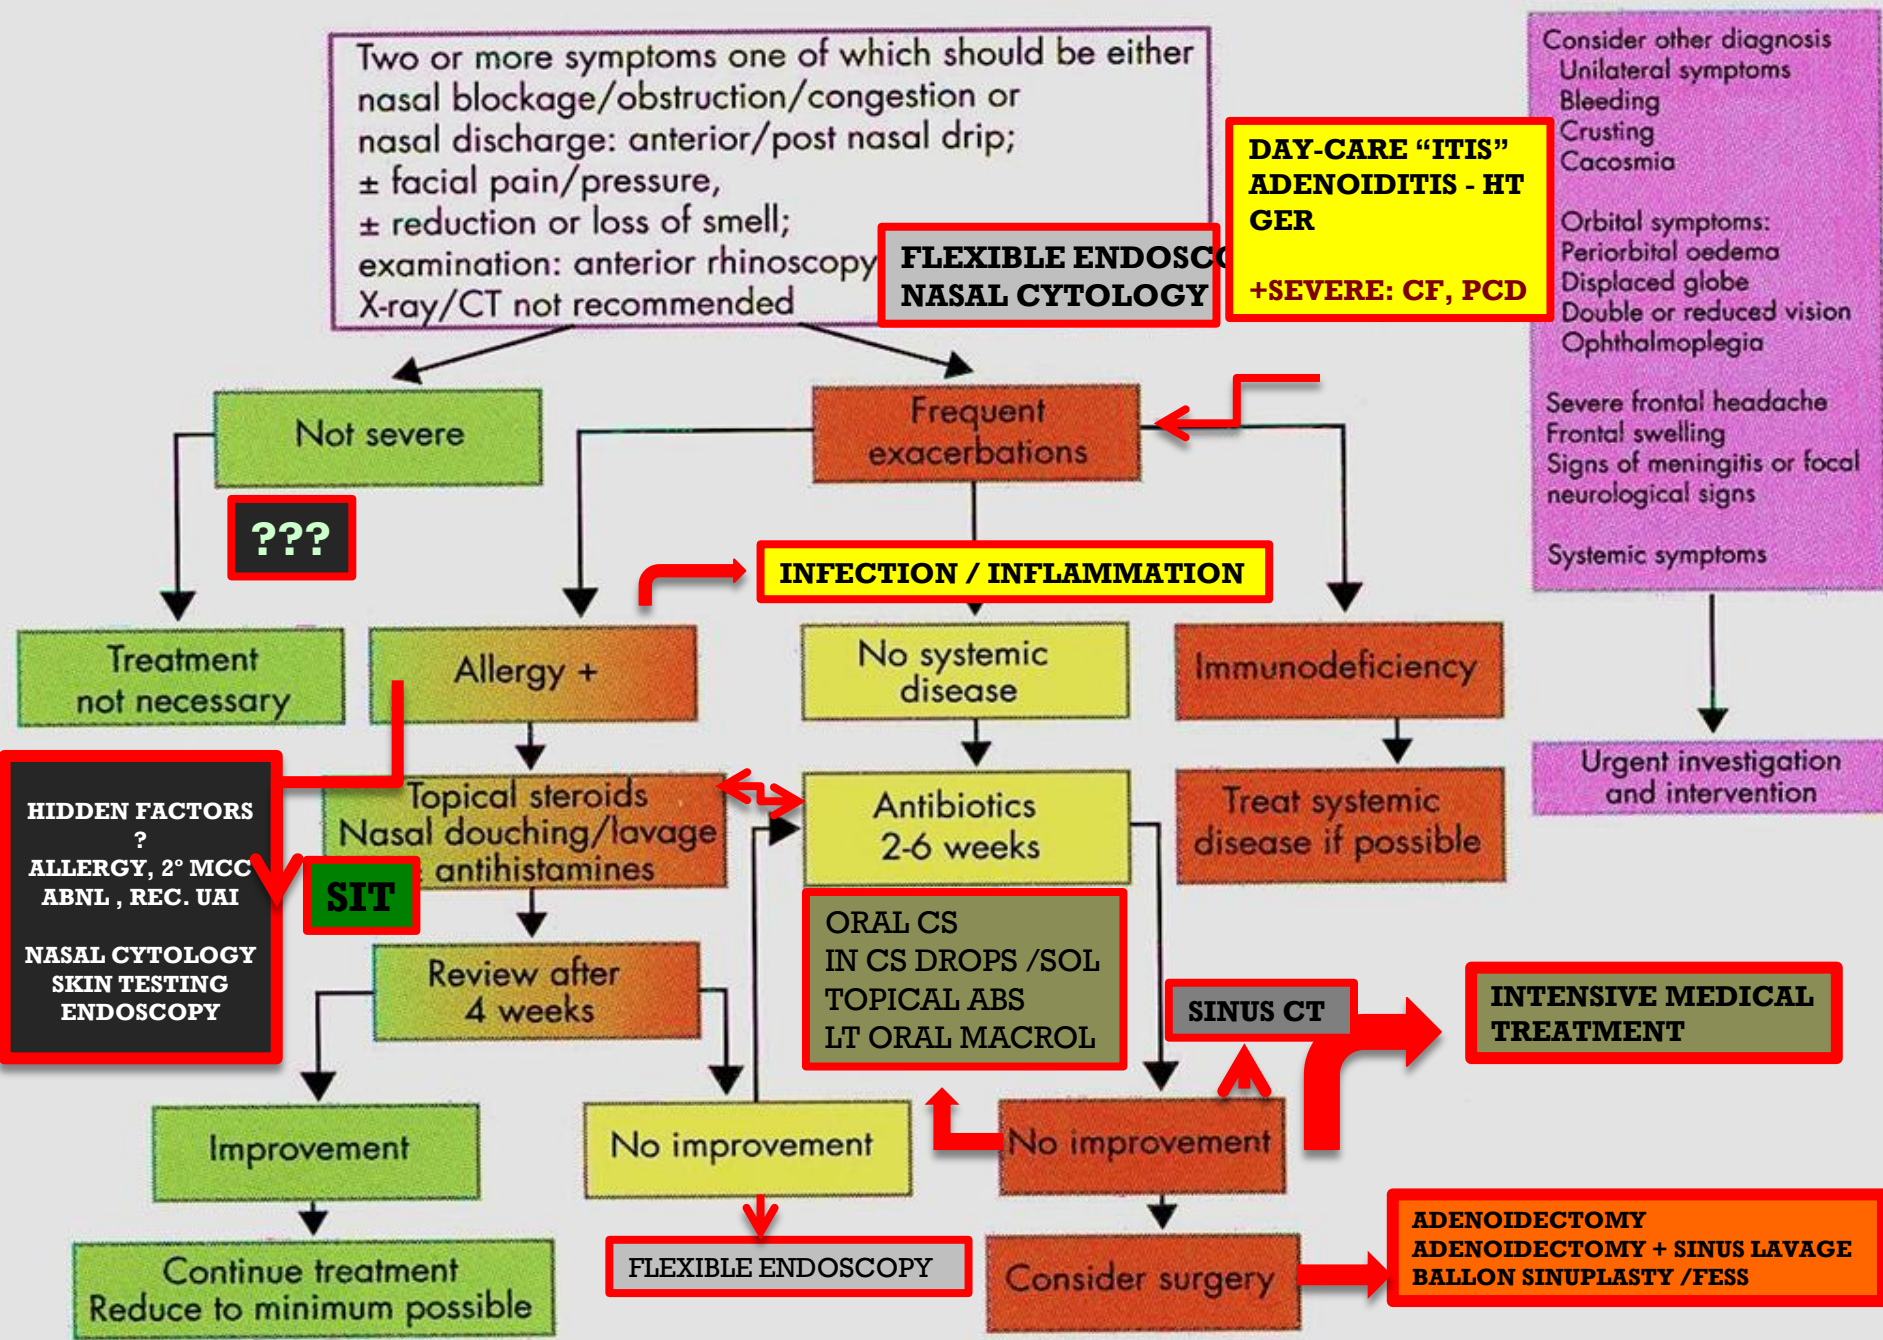 Two or more symptoms one of which should be either
nasal blockage/obstruction/congestion or
nasal discharge: anterior/post nasal drip;
± facial pain/pressure,
± reduction or loss of smell;
examination: anterior rhinoscopy
X-ray/CT not recommended
FLEXIBLE ENDOSC
NASAL CYTOLOGY
DAY-CARE “ITIS”
ADENOIDITIS - HT
GER
+SEVERE: CF, PCD
Consider other diagnosis
Unilateral symptoms
Bleeding
Crusting
Cacosmia
Orbital symptoms:
Periorbital oedema
Displaced globe
Double or reduced vision
Ophthalmoplegia
Severe frontal headache
Frontal swelling
Signs of meningitis or focal
neurological signs
Systemic symptoms
Not severe
Frequent
exacerbations
???
INFECTION / INFLAMMATION
Treatment
not necessary
Allergy +
No systemic
disease
Immunodeficiency
Urgent investigation
and intervention
HIDDEN FACTORS
?
ALLERGY, 2º MCC
ABNL , REC. UAI
NASAL CYTOLOGY
SKIN TESTING
ENDOSCOPY
SIT
Topical steroids
Nasal douching/lavage
antihistamines
Antibiotics
2-6 weeks
Treat systemic
disease if possible
ORAL CS
IN CS DROPS /SOL
TOPICAL ABS
LT ORAL MACROL
Review after
4 weeks
SINUS CT
INTENSIVE MEDICAL
TREATMENT
Improvement
No improvement
No improvement
Continue treatment
Reduce to minimum possible
FLEXIBLE ENDOSCOPY
Consider surgery
ADENOIDECTOMY
ADENOIDECTOMY + SINUS LAVAGE
BALLON SINUPLASTY /FESS